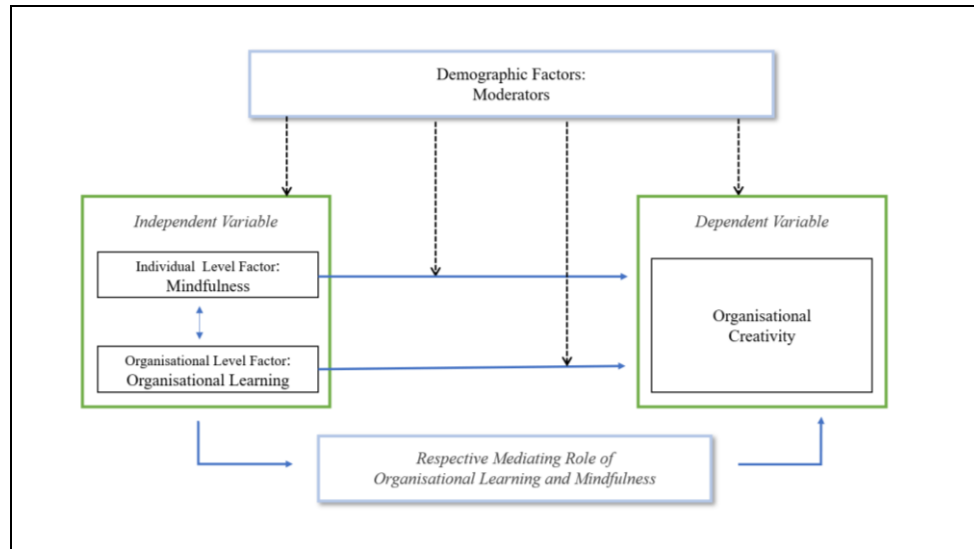 Demographic Factors:
Moderators
Independent Variable
Individual Level Factor:
Mindfulness
Organisational Level Factor:
Organisational Learning
Dependent Variable
Organisational
Creativity
Respective Mediating Role of
Organisational Learning and Mindfulness